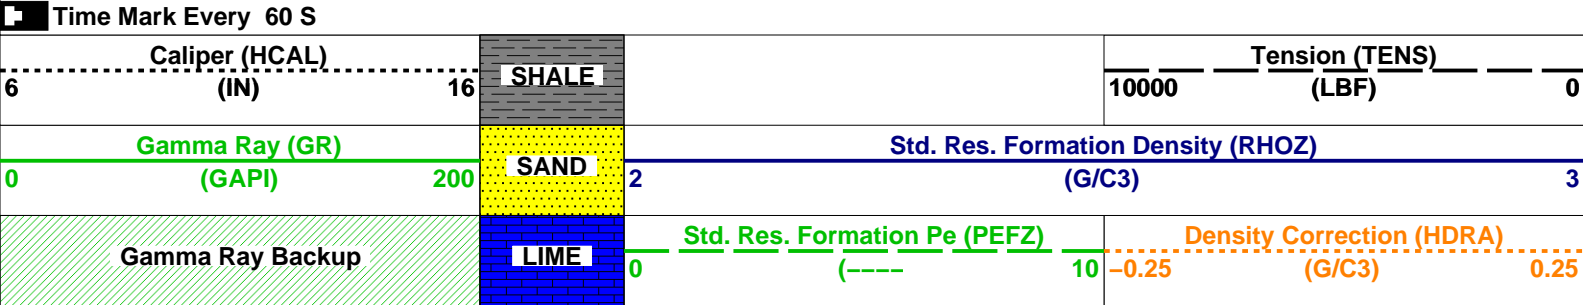 Time Mark Every 60 S
Caliper (HCAL)
6 (IN) 16
SHALE
Tension (TENS)
10000 (LBF) 0
Gamma Ray (GR)
0 (GAPI) 200
SAND
Std. Res. Formation Density (RHOZ)
2 (G/C3) 3
Gamma Ray Backup
LIME
Std. Res. Formation Pe (PEFZ)
0 (−−−− 10
Density Correction (HDRA)
−0.25 (G/C3) 0.25